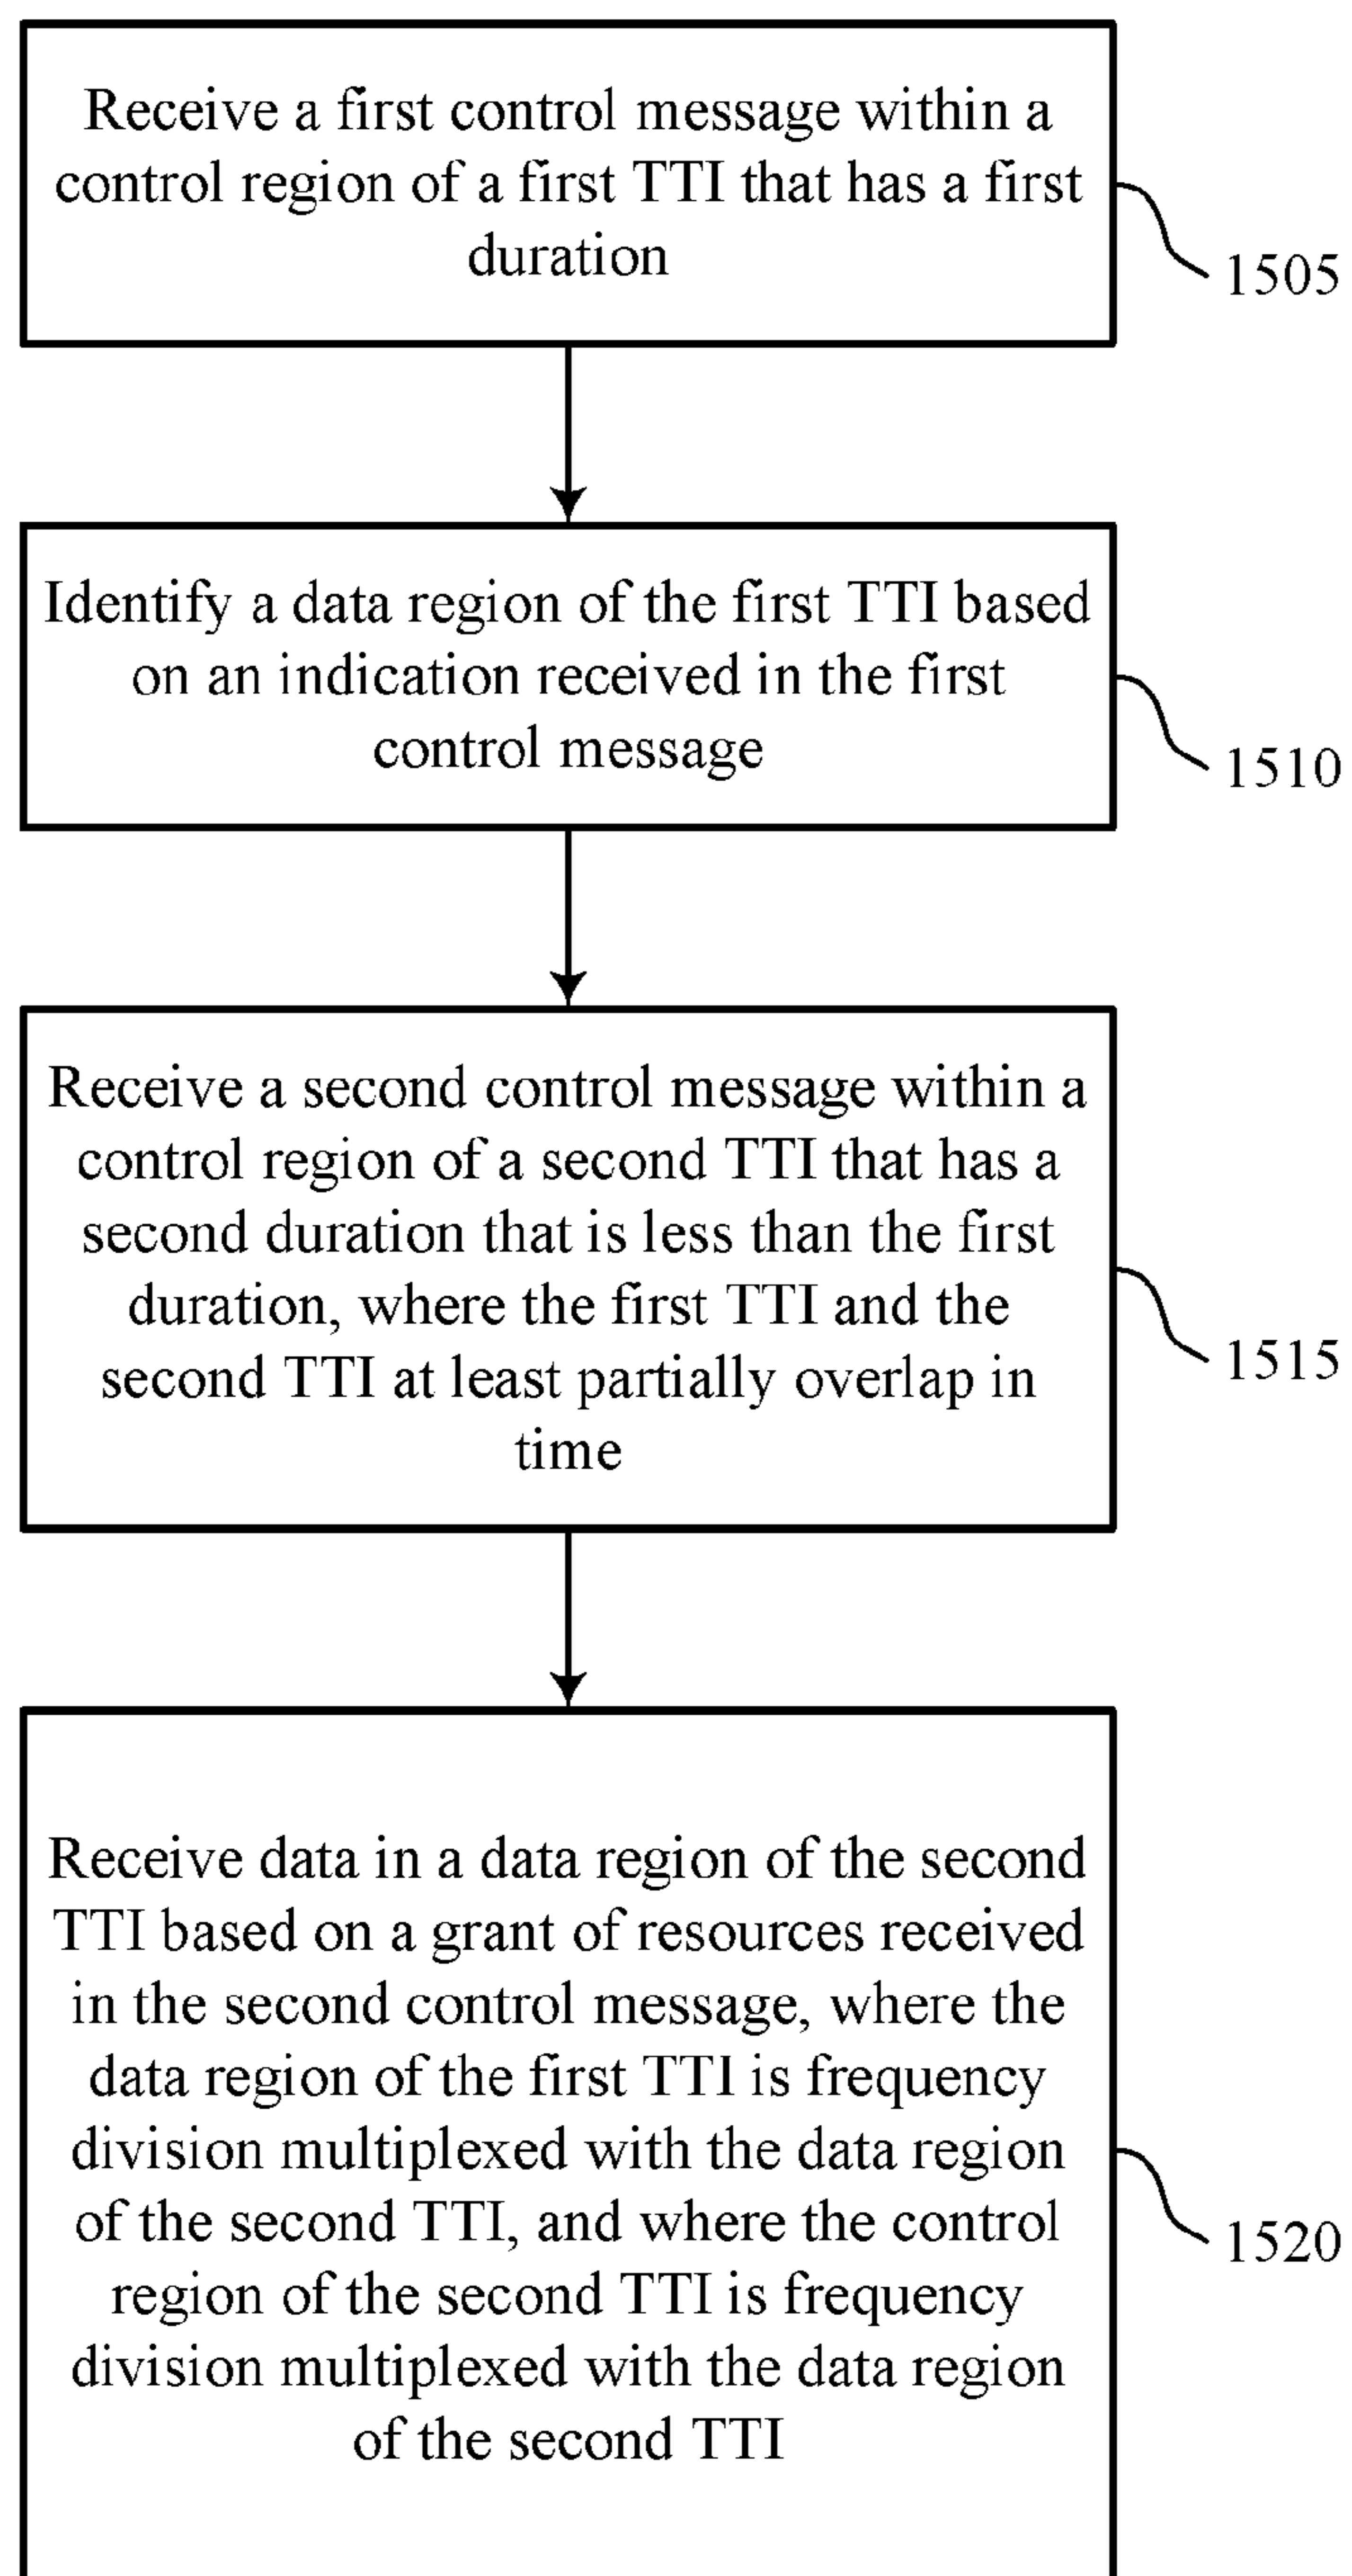 Receive a first control message within a
control region of a first TTI that has a first
duration
1505
Identify a data region of the first TTI based
on an indication received in the first
control message
1510
Receive a second control message within a
control region of a second TTI that has a
second duration that is less than the first
duration, where the first TTI and the
second TTI at least partially overlap in
time
1515
Receive data in a data region of the second
TTI based on a grant of resources received
in the second control message, where the
data region of the first TTI is frequency
division multiplexed with the data region
of the second TTI, and where the control
region of the second TTI is frequency
division multiplexed with the data region
of the second TTI
1520